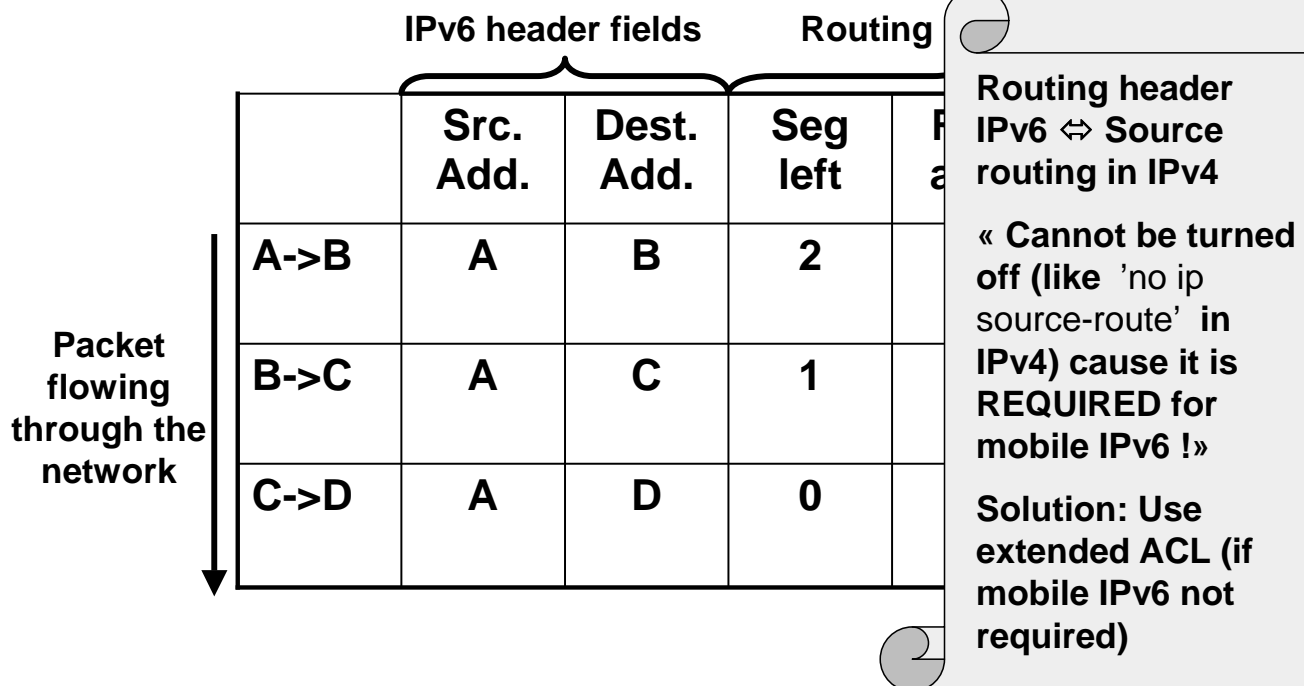 IPv6 header fields Routing
Src. Dest. Seg
Add. Add. left
A->B A B 2
B->C A C 1
C->D A D 0
Packet
flowing
through the
network
Routing header
IPv6 ⇔ Source
routing in IPv4
« Cannot be turned
off (like 'no ip
source-route' in
IPv4) cause it is
REQUIRED for
mobile IPv6 !»
Solution: Use
extended ACL (if
mobile IPv6 not
required)